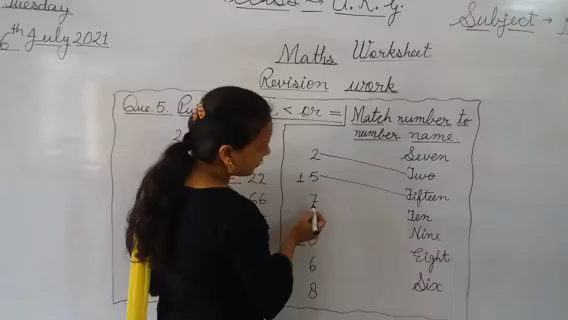 Tuesday
6th July 2021
Class → U.K.G.
Subject →
Maths Worksheet
Revision work
Que. 5. < or = Match number to
number name.
2 Seven
15 Two
22
7 Fifteen
66
Ten
Nine
6 Eight
8 Six